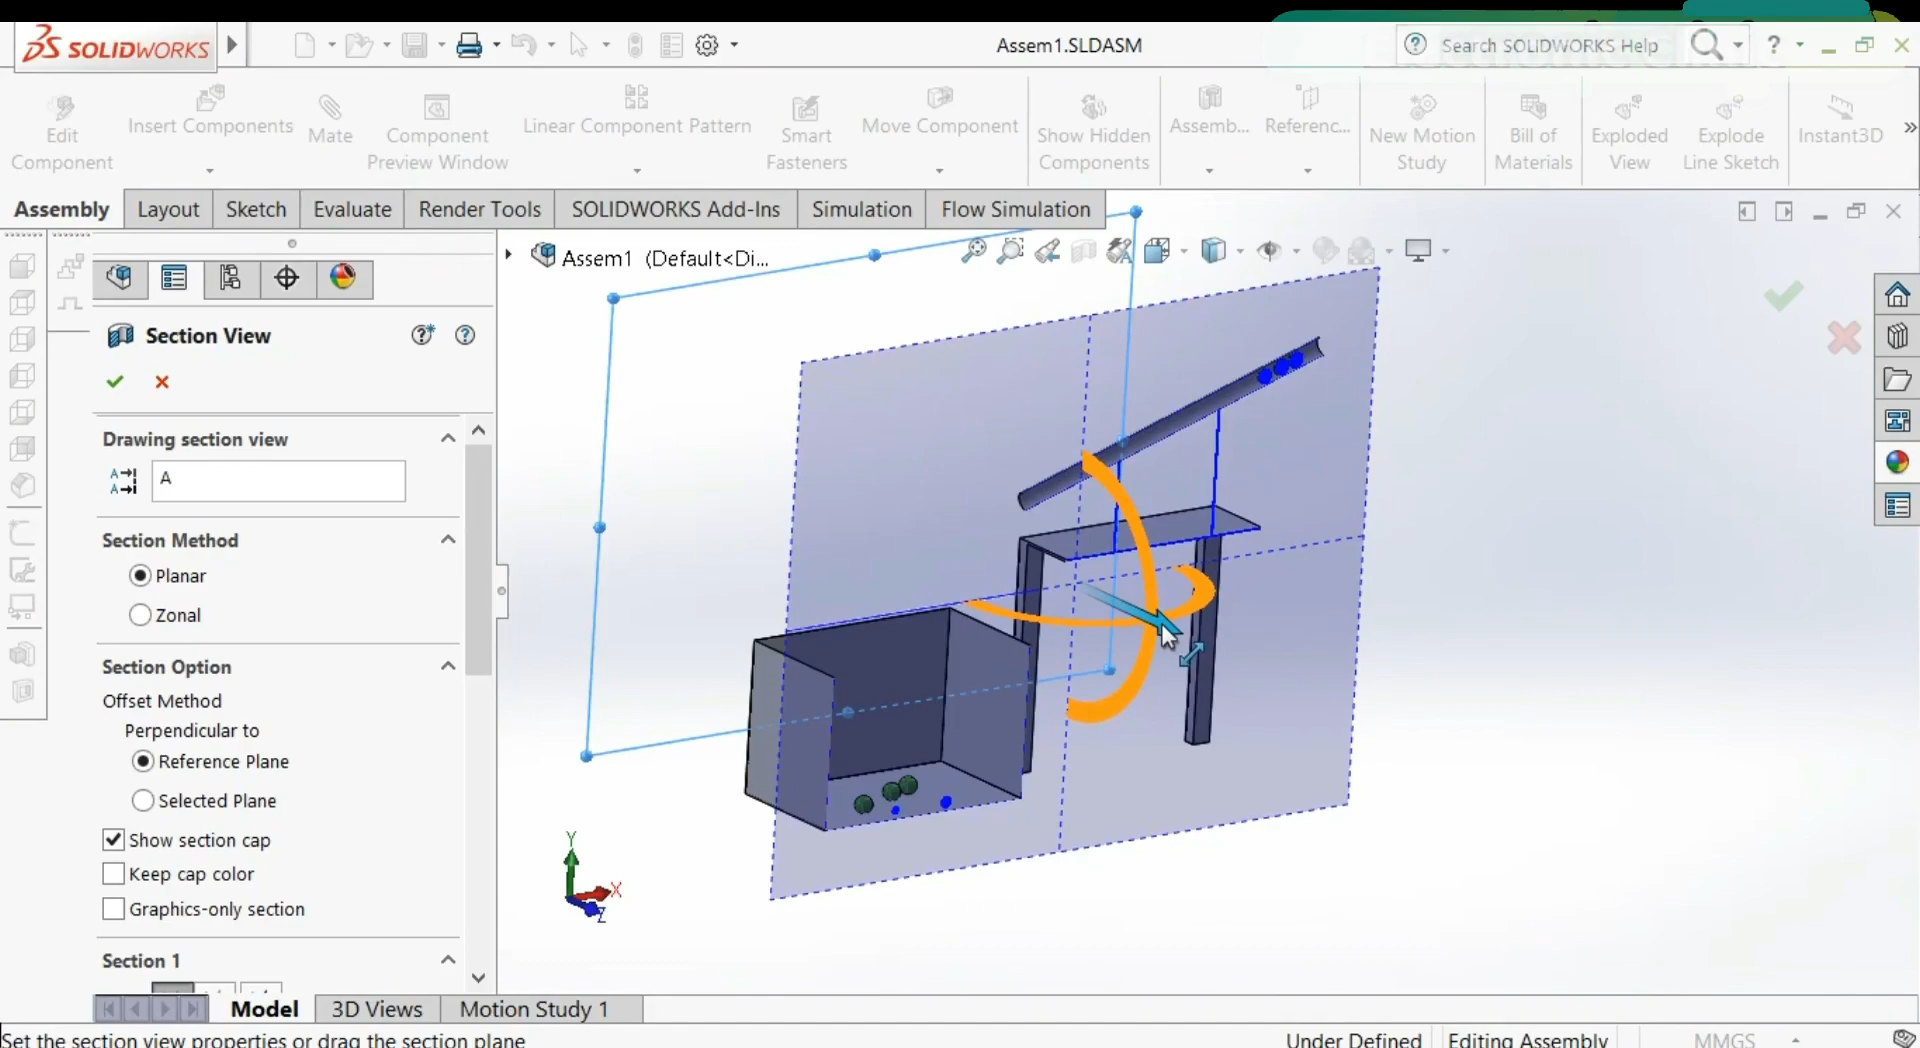 SOLIDWORKS
Assem1.SLDASM
Search SOLIDWORKS Help
Edit Component
Insert Components
Mate
Component Preview Window
Linear Component Pattern
Smart Fasteners
Move Component
Show Hidden Components
Assemb...
Referenc...
New Motion Study
Bill of Materials
Exploded View
Explode Line Sketch
Instant3D
Assembly
Layout
Sketch
Evaluate
Render Tools
SOLIDWORKS Add-Ins
Simulation
Flow Simulation
Assem1 (Default<Di...
Section View
Drawing section view
A
Section Method
Planar
Zonal
Section Option
Offset Method
Perpendicular to
Reference Plane
Selected Plane
Show section cap
Keep cap color
Graphics-only section
Section 1
Y
X
Z
Model
3D Views
Motion Study 1
Set the section view properties or drag the section plane
Under Defined
Editing Assembly
MMGS